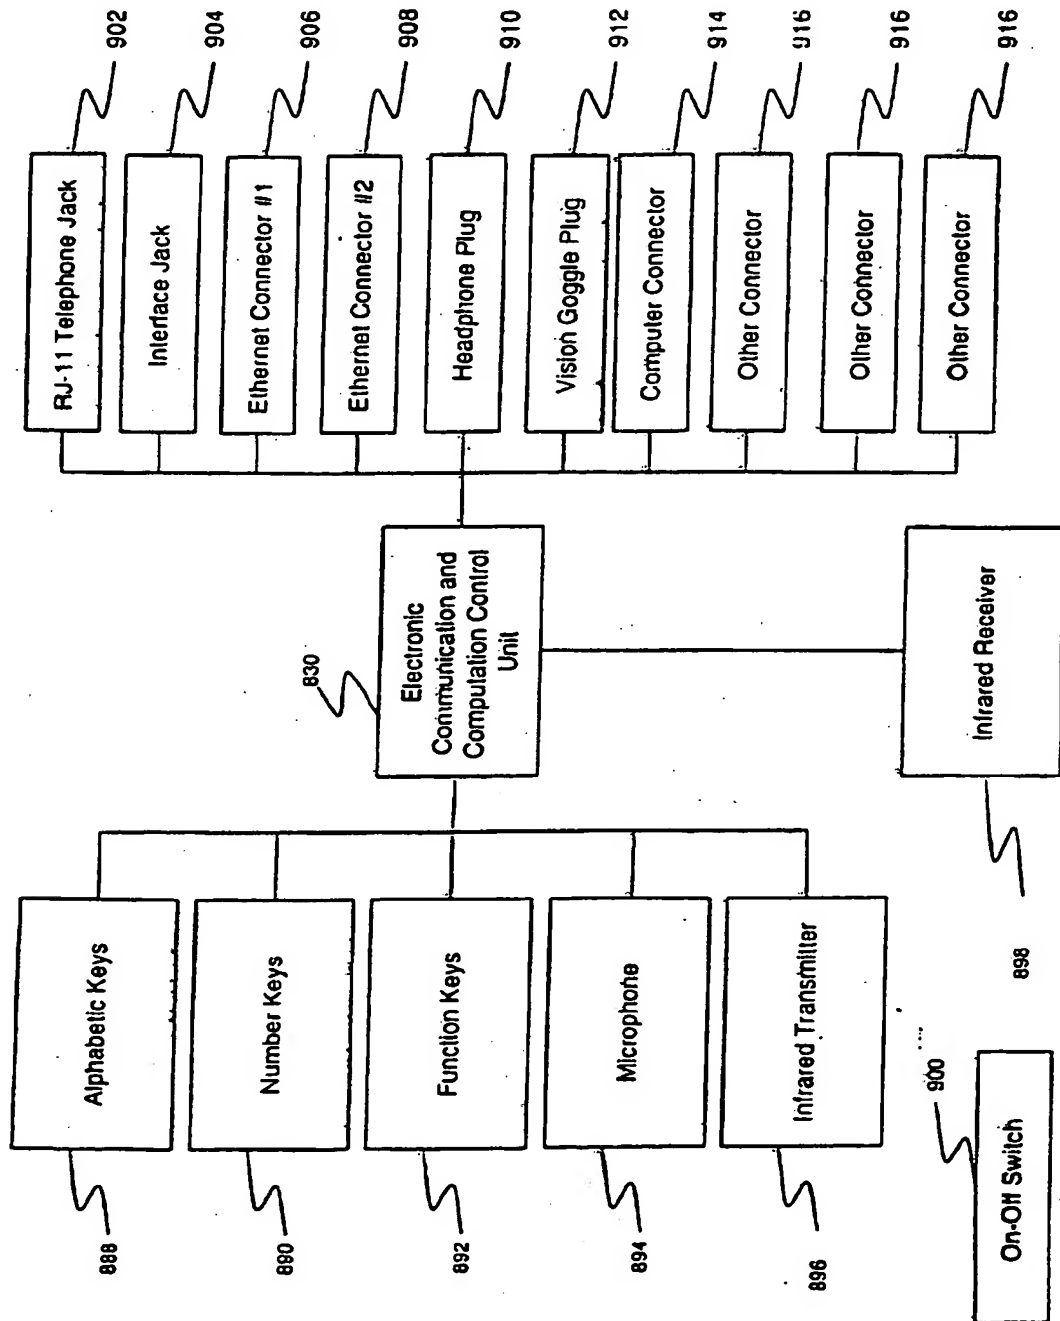 888
Alphabetic Keys
890
Number Keys
892
Function Keys
894
Microphone
896
Infrared Transmitter
900
On-Off Switch
830
Electronic
Communication and
Computation Control
Unit
898
Infrared Receiver
RJ-11 Telephone Jack
902
Interface Jack
904
Ethernet Connector #1
906
Ethernet Connector #2
908
Headphone Plug
910
Vision Goggle Plug
912
Computer Connector
914
Other Connector
916
Other Connector
916
Other Connector
916